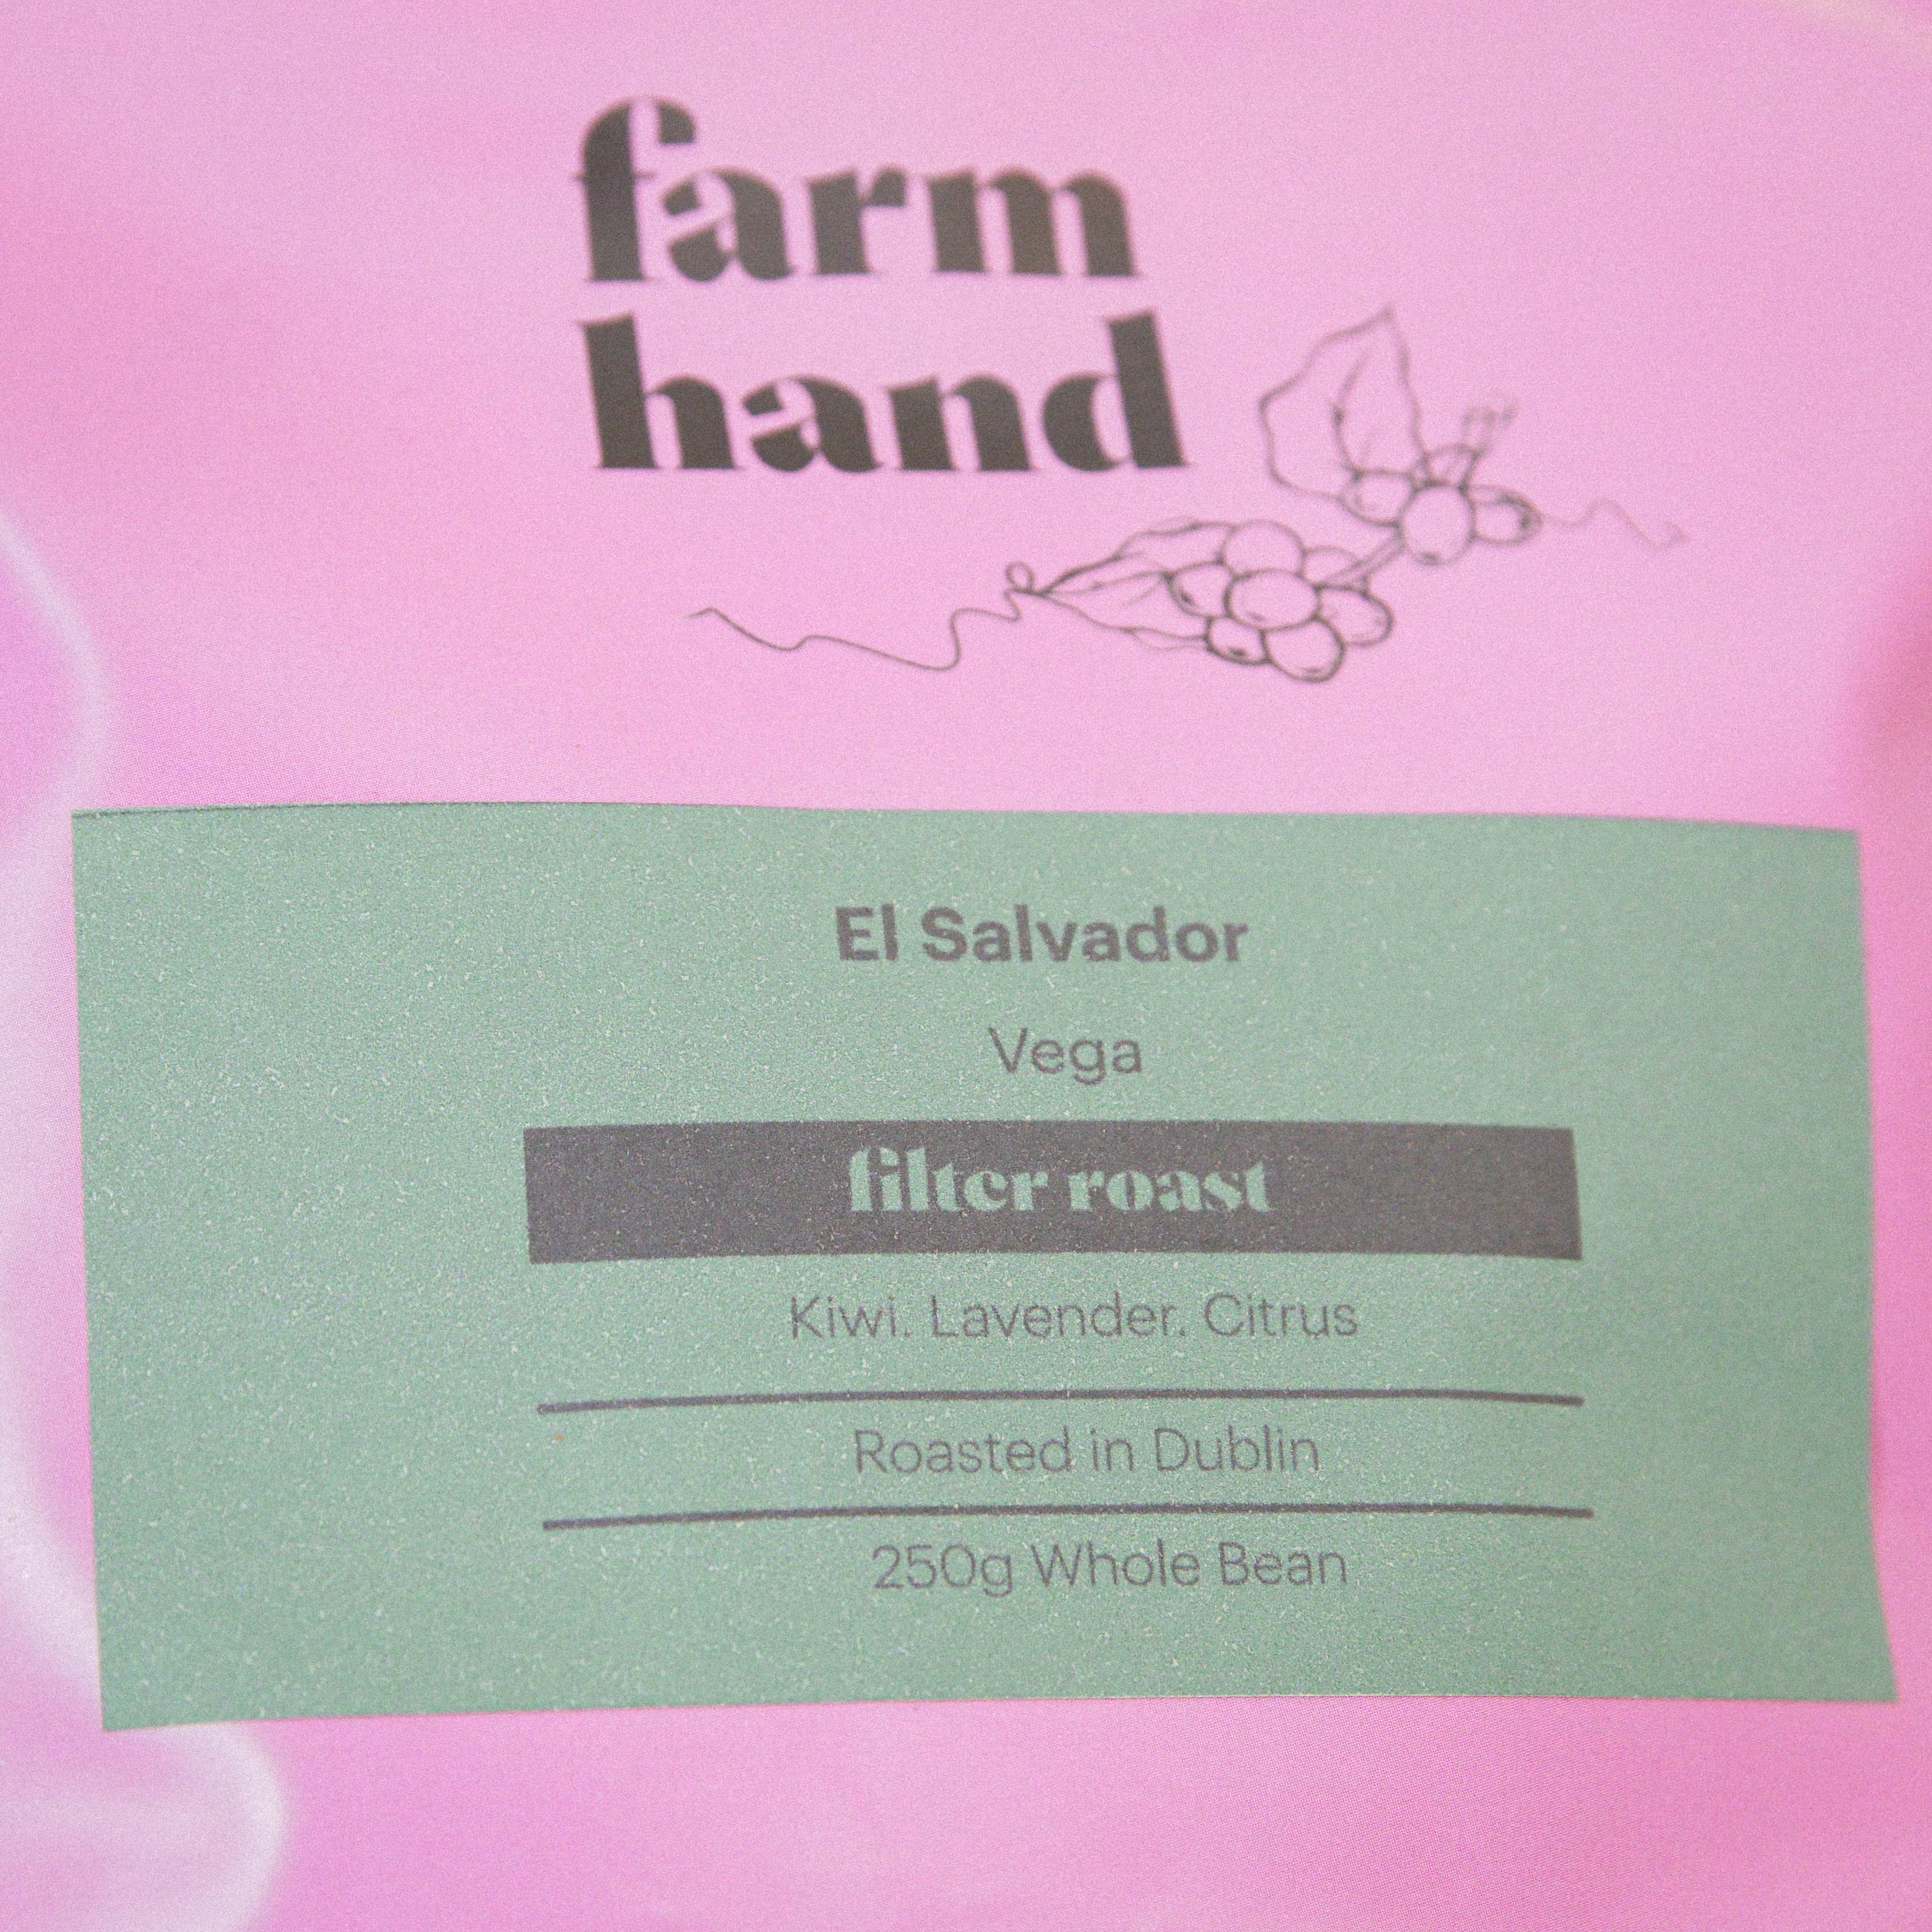 farm
hand
El Salvador
Vega
filter roast
Kiwi. Lavender. Citrus
Roasted in Dublin
250g Whole Bean